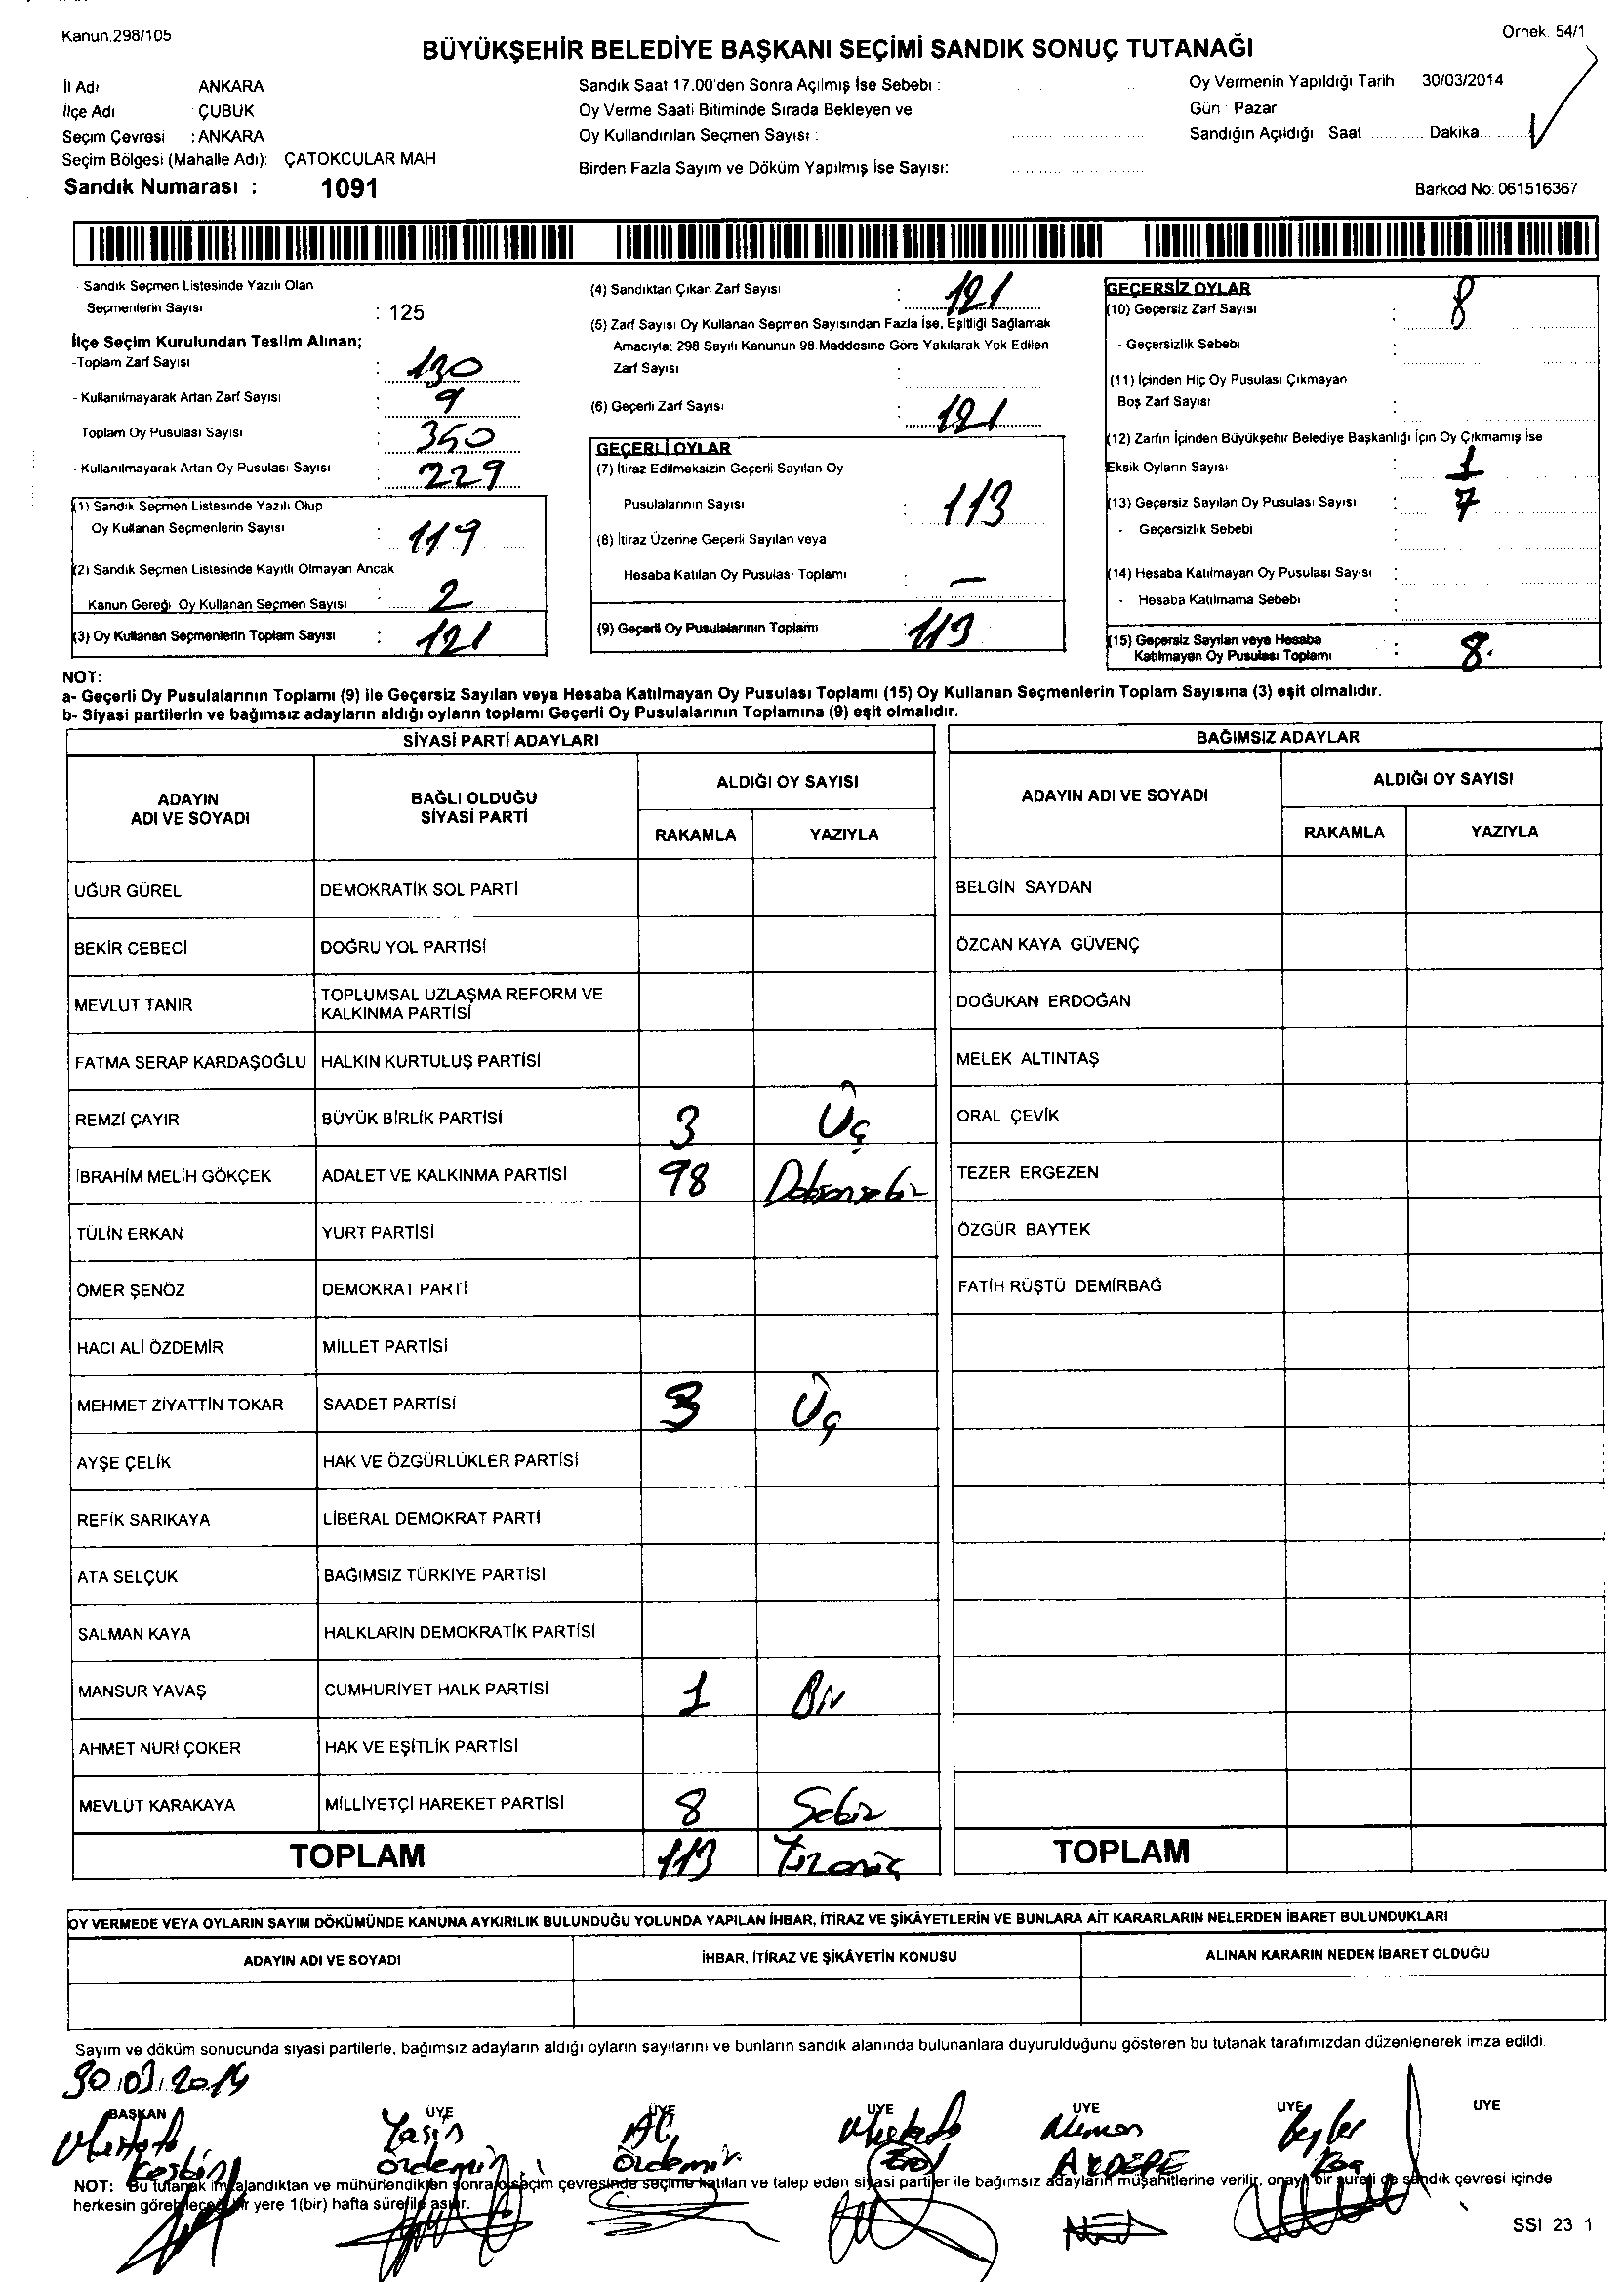 Kanun.298/105
Örnek. 54/1
BÜYÜKŞEHİR BELEDİYE BAŞKANI SEÇİMİ SANDIK SONUÇ TUTANAĞI
İl Adı ANKARA
İlçe Adı ÇUBUK
Seçim Çevresi : ANKARA
Seçim Bölgesi (Mahalle Adı): ÇATOKCULAR MAH
Sandık Numarası : 1091
Sandık Saat 17.00'den Sonra Açılmış İse Sebebi :
Oy Verme Saati Bitiminde Sırada Bekleyen ve
Oy Kullandırılan Seçmen Sayısı :
Birden Fazla Sayım ve Döküm Yapılmış İse Sayısı:
Oy Vermenin Yapıldığı Tarih : 30/03/2014
Gün : Pazar
Sandığın Açıldığı Saat ........... Dakika...........
Barkod No: 061516367
Sandık Seçmen Listesinde Yazılı Olan
Seçmenlerin Sayısı : 125
İlçe Seçim Kurulundan Teslim Alınan;
-Toplam Zarf Sayısı : 130
- Kullanılmayarak Artan Zarf Sayısı : 9
Toplam Oy Pusulası Sayısı : 350
- Kullanılmayarak Artan Oy Pusulası Sayısı : 229
(1) Sandık Seçmen Listesinde Yazılı Olup
Oy Kullanan Seçmenlerin Sayısı : 119
(2) Sandık Seçmen Listesinde Kayıtlı Olmayan Ancak
Kanun Gereği Oy Kullanan Seçmen Sayısı : 2
(3) Oy Kullanan Seçmenlerin Toplam Sayısı : 121
(4) Sandıktan Çıkan Zarf Sayısı : 121
(5) Zarf Sayısı Oy Kullanan Seçmen Sayısından Fazla İse, Eşitliği Sağlamak
Amacıyla; 298 Sayılı Kanunun 98.Maddesine Göre Yakılarak Yok Edilen
Zarf Sayısı :
(6) Geçerli Zarf Sayısı : 121
GEÇERLİ OYLAR
(7) İtiraz Edilmeksizin Geçerli Sayılan Oy
Pusulalarının Sayısı : 113
(8) İtiraz Üzerine Geçerli Sayılan veya
Hesaba Katılan Oy Pusulası Toplamı : -
(9) Geçerli Oy Pusulalarının Toplamı 113
GEÇERSİZ OYLAR
(10) Geçersiz Zarf Sayısı : 8
- Geçersizlik Sebebi :
(11) İçinden Hiç Oy Pusulası Çıkmayan
Boş Zarf Sayısı :
(12) Zarfın İçinden Büyükşehir Belediye Başkanlığı İçin Oy Çıkmamış İse
Eksik Oyların Sayısı : 1
(13) Geçersiz Sayılan Oy Pusulası Sayısı : 7
- Geçersizlik Sebebi :
(14) Hesaba Katılmayan Oy Pusulası Sayısı :
- Hesaba Katılmama Sebebi :
(15) Geçersiz Sayılan veya Hesaba
Katılmayan Oy Pusulası Toplamı : 8.
NOT:
a- Geçerli Oy Pusulalarının Toplamı (9) ile Geçersiz Sayılan veya Hesaba Katılmayan Oy Pusulası Toplamı (15) Oy Kullanan Seçmenlerin Toplam Sayısına (3) eşit olmalıdır.
b- Siyasi partilerin ve bağımsız adayların aldığı oyların toplamı Geçerli Oy Pusulalarının Toplamına (9) eşit olmalıdır.
SİYASİ PARTİ ADAYLARI
ADAYIN ADI VE SOYADI BAĞLI OLDUĞU SİYASİ PARTİ ALDIĞI OY SAYISI
RAKAMLA YAZIYLA
UĞUR GÜREL DEMOKRATİK SOL PARTİ
BEKİR CEBECİ DOĞRU YOL PARTİSİ
MEVLUT TANIR TOPLUMSAL UZLAŞMA REFORM VE KALKINMA PARTİSİ
FATMA SERAP KARDAŞOĞLU HALKIN KURTULUŞ PARTİSİ
REMZİ ÇAYIR BÜYÜK BİRLİK PARTİSİ 3 Üç
İBRAHİM MELİH GÖKÇEK ADALET VE KALKINMA PARTİSİ 98
TÜLİN ERKAN YURT PARTİSİ
ÖMER ŞENÖZ DEMOKRAT PARTİ
HACI ALİ ÖZDEMİR MİLLET PARTİSİ
MEHMET ZİYATTİN TOKAR SAADET PARTİSİ 3 Üç
AYŞE ÇELİK HAK VE ÖZGÜRLÜKLER PARTİSİ
REFİK SARIKAYA LİBERAL DEMOKRAT PARTİ
ATA SELÇUK BAĞIMSIZ TÜRKİYE PARTİSİ
SALMAN KAYA HALKLARIN DEMOKRATİK PARTİSİ
MANSUR YAVAŞ CUMHURİYET HALK PARTİSİ 1 Bir
AHMET NURİ ÇOKER HAK VE EŞİTLİK PARTİSİ
MEVLÜT KARAKAYA MİLLİYETÇİ HAREKET PARTİSİ 8 Sekiz
TOPLAM 113 Yüzonüç
BAĞIMSIZ ADAYLAR
ADAYIN ADI VE SOYADI ALDIĞI OY SAYISI
RAKAMLA YAZIYLA
BELGİN SAYDAN
ÖZCAN KAYA GÜVENÇ
DOĞUKAN ERDOĞAN
MELEK ALTINTAŞ
ORAL ÇEVİK
TEZER ERGEZEN
ÖZGÜR BAYTEK
FATİH RÜŞTÜ DEMİRBAĞ
TOPLAM
OY VERMEDE VEYA OYLARIN SAYIM DÖKÜMÜNDE KANUNA AYKIRILIK BULUNDUĞU YOLUNDA YAPILAN İHBAR, İTİRAZ VE ŞİKÂYETLERİN VE BUNLARA AİT KARARLARIN NELERDEN İBARET BULUNDUKLARI
ADAYIN ADI VE SOYADI İHBAR, İTİRAZ VE ŞİKÂYETİN KONUSU ALINAN KARARIN NEDEN İBARET OLDUĞU
Sayım ve döküm sonucunda siyasi partilerle, bağımsız adayların aldığı oyların sayılarını ve bunların sandık alanında bulunanlara duyurulduğunu gösteren bu tutanak tarafımızdan düzenlenerek imza edildi.
30.03.2014
BAŞKAN ÜYE ÜYE ÜYE ÜYE ÜYE ÜYE
Yasin Özdemir
Ali Özdemir
AKDERE
NOT: Bu tutanak imzalandıktan ve mühürlendikten sonra o seçim çevresinde seçime katılan ve talep eden siyasi partiler ile bağımsız adayların müşahitlerine verilir, onaylı bir sureti de sandık çevresi içinde
herkesin görebileceği bir yere 1(bir) hafta süre ile asılır.
SSI 23 1